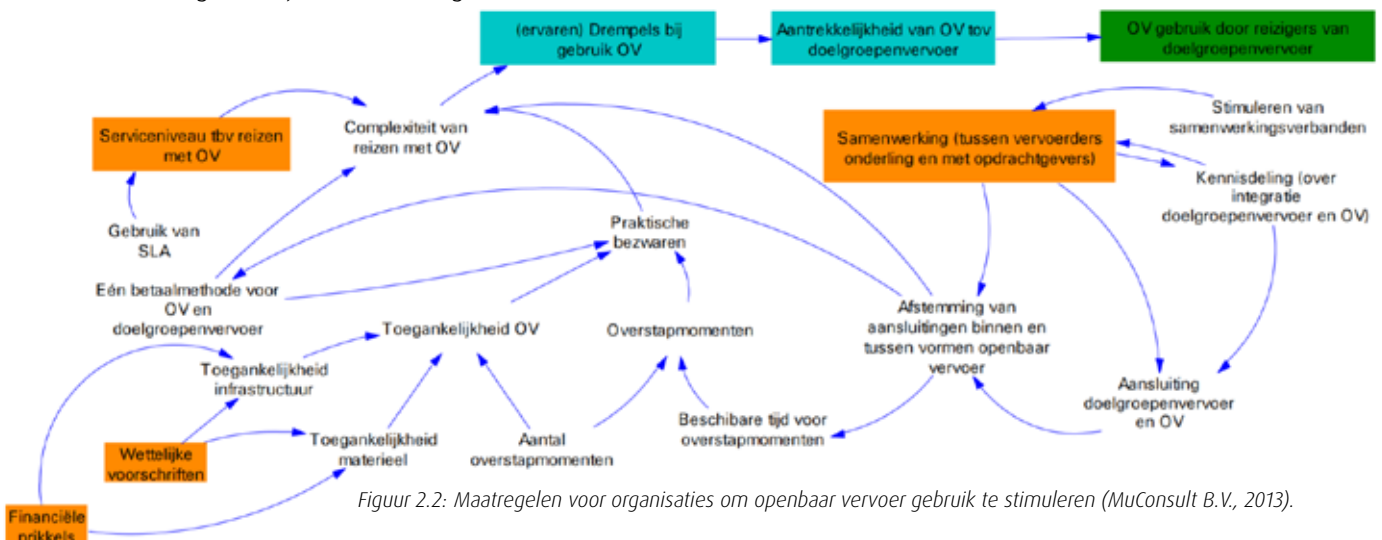 (ervaren) Drempels bij
gebruik OV
Aantrekkelijkheid van OV tov
doelgroepenvervoer
OV gebruik door reizigers van
doelgroepenvervoer
Serviceniveau tbv reizen
met OV
Complexiteit van
reizen met OV
Samenwerking (tussen vervoerders
onderling en met opdrachtgevers)
Stimuleren van
samenwerkingsverbanden
Kennisdeling (over
integratie
doelgroepenvervoer en OV)
Gebruik van
SLA
Praktische
bezwaren
Eén betaalmethode voor
OV en
doelgroepenvervoer
Toegankelijkheid OV
Overstapmomenten
Afstemming van
aansluitingen binnen en
tussen vormen openbaar
vervoer
Toegankelijkheid
infrastructuur
Aansluiting
doelgroepenvervoer
en OV
Beschibare tijd voor
overstapmomenten
Wettelijke
voorschriften
Toegankelijkheid
materieel
Aantal
overstapmomenten
Figuur 2.2: Maatregelen voor organisaties om openbaar vervoer gebruik te stimuleren (MuConsult B.V., 2013).
Financiële
prikkels